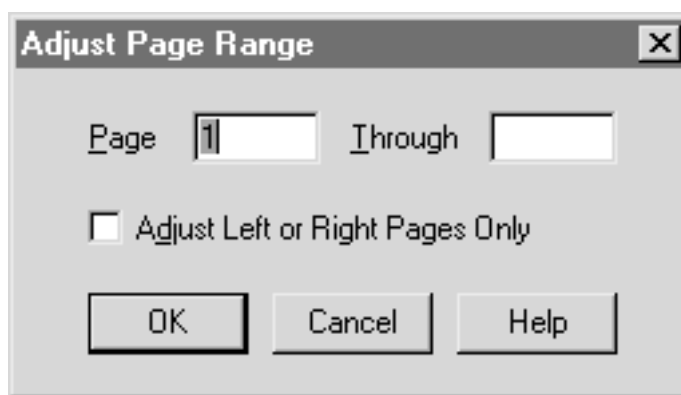 Adjust Page Range
Page 1 Through
Adjust Left or Right Pages Only
OK Cancel Help